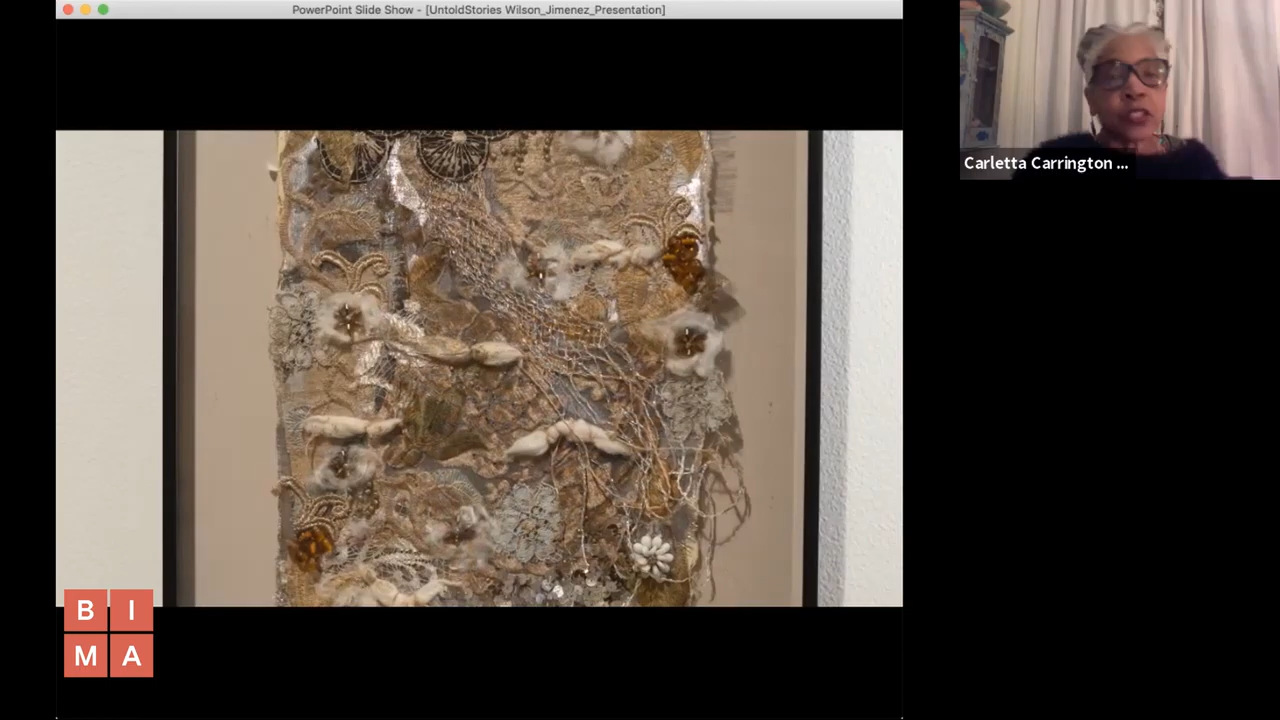 PowerPoint Slide Show - [UntoldStories Wilson_Jimenez_Presentation]
Carletta Carrington ...
B I
M A